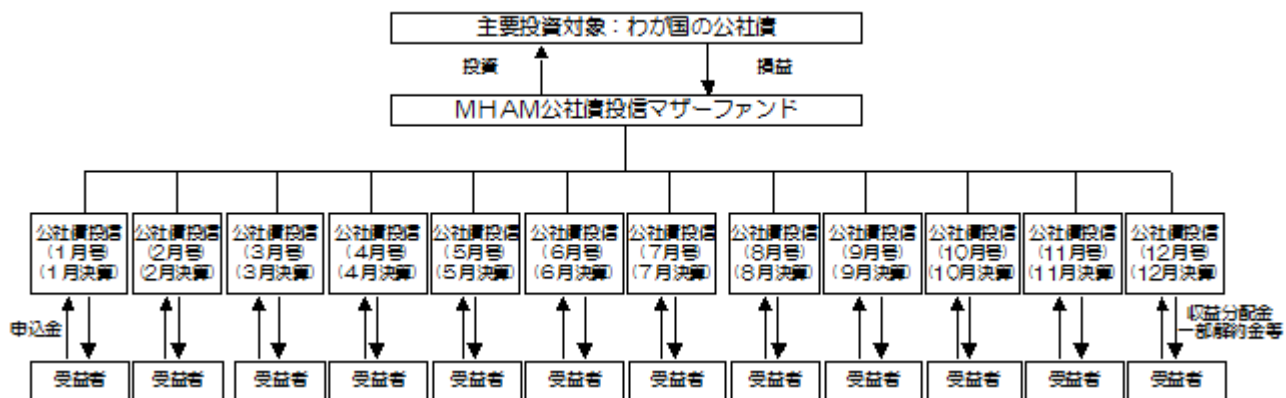 主要投資対象：わが国の公社債
投資
損益
MHAM公社債投信マザーファンド
公社債投信
(1月号)
(1月決算)
公社債投信
(2月号)
(2月決算)
公社債投信
(3月号)
(3月決算)
公社債投信
(4月号)
(4月決算)
公社債投信
(5月号)
(5月決算)
公社債投信
(6月号)
(6月決算)
公社債投信
(7月号)
(7月決算)
公社債投信
(8月号)
(8月決算)
公社債投信
(9月号)
(9月決算)
公社債投信
(10月号)
(10月決算)
公社債投信
(11月号)
(11月決算)
公社債投信
(12月号)
(12月決算)
申込金
収益分配金
一部解約金等
受益者
受益者
受益者
受益者
受益者
受益者
受益者
受益者
受益者
受益者
受益者
受益者